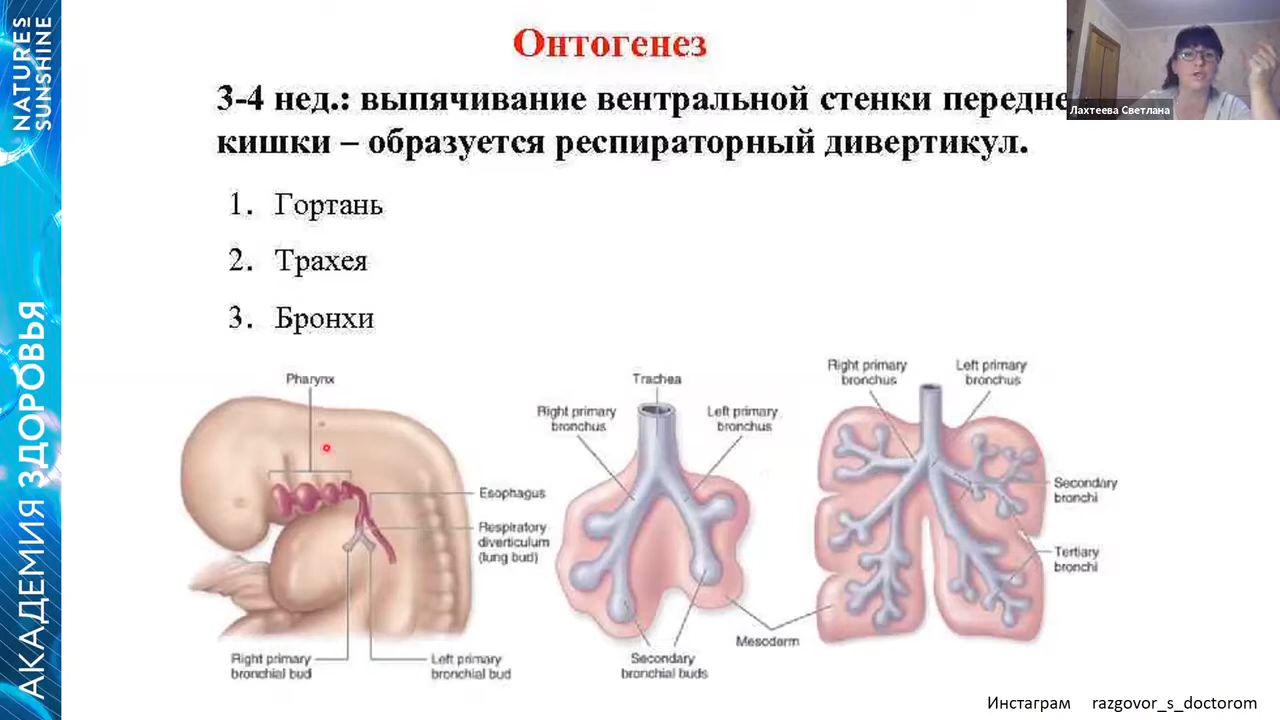 NATURE'S
SUNSHINE
АКАДЕМИЯ ЗДОРОВЬЯ
Онтогенез
3-4 нед.: выпячивание вентральной стенки передне
кишки – образуется респираторный дивертикул.
Лахтеева Светлана
1. Гортань
2. Трахея
3. Бронхи
Pharynx
Esophagus
Respiratory
diverticulum
(lung bud)
Right primary
bronchial bud
Left primary
bronchial bud
Trachea
Right primary
bronchus
Left primary
bronchus
Secondary
bronchial buds
Mesoderm
Right primary
bronchus
Left primary
bronchus
Secondary
bronchi
Tertiary
bronchi
Инстаграм razgovor_s_doctorom